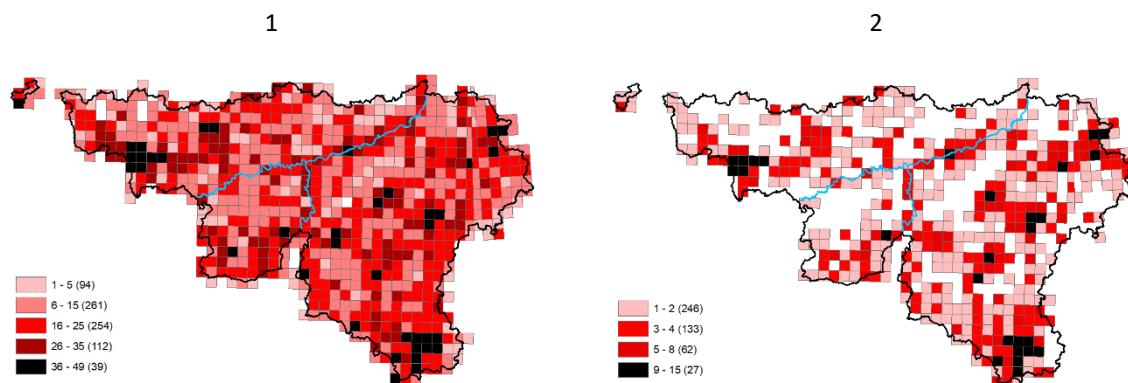 1
2
1 - 5 (94)
6 - 15 (261)
16 - 25 (254)
26 - 35 (112)
36 - 49 (39)
1 - 2 (246)
3 - 4 (133)
5 - 8 (62)
9 - 15 (27)